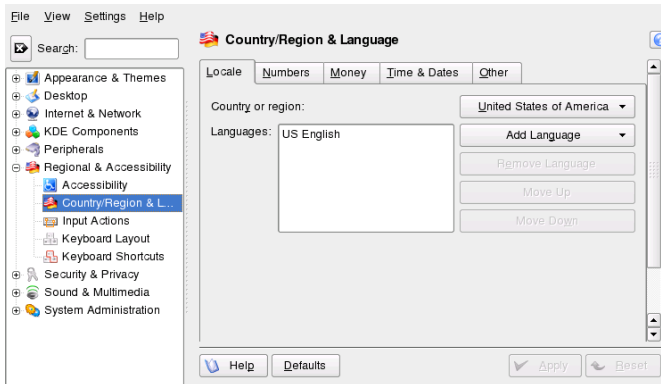 File View Settings Help
Search:
Appearance & Themes
Desktop
Internet & Network
KDE Components
Peripherals
Regional & Accessibility
Accessibility
Country/Region & L...
Input Actions
Keyboard Layout
Keyboard Shortcuts
Security & Privacy
Sound & Multimedia
System Administration
Country/Region & Language
Locale Numbers Money Time & Dates Other
Country or region: United States of America
Languages: US English Add Language
Remove Language
Move Up
Move Down
Help Defaults Apply Reset